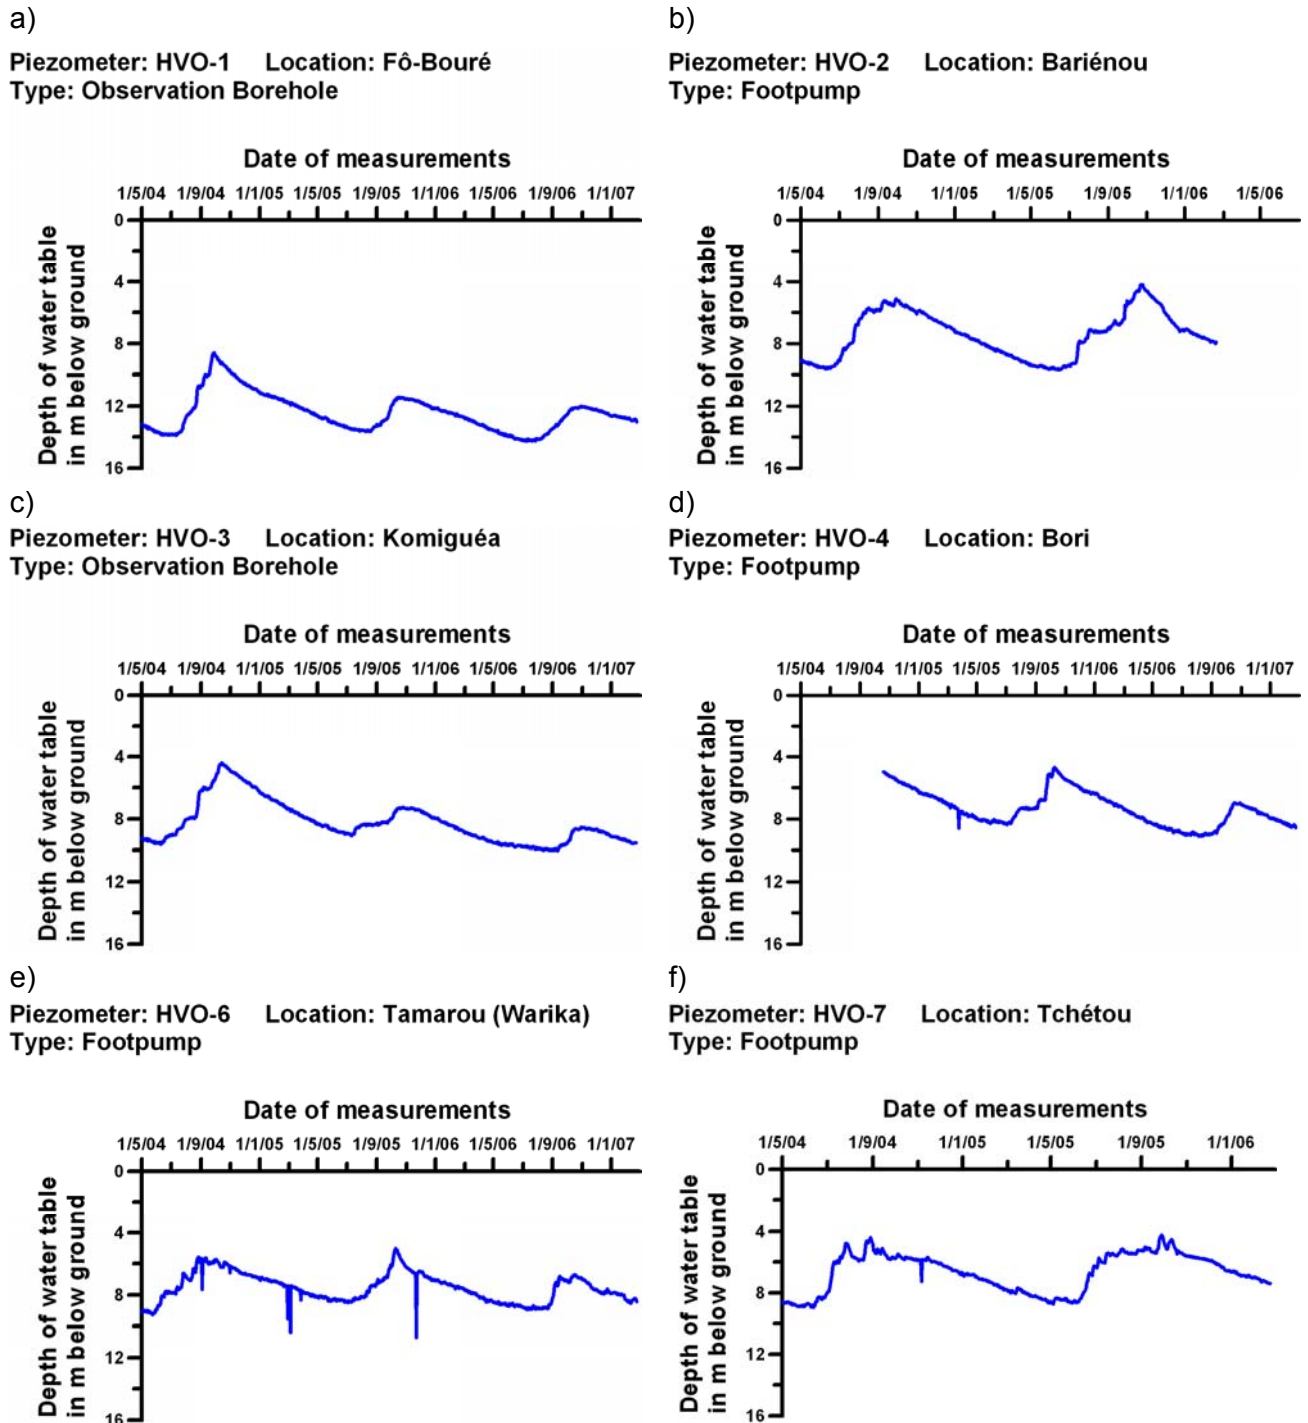 a)
Piezometer: HVO-1 Location: Fô-Bouré
Type: Observation Borehole
Date of measurements
1/5/04 1/9/04 1/1/05 1/5/05 1/9/05 1/1/06 1/5/06 1/9/06 1/1/07
Depth of water table
in m below ground
0
4
8
12
16
b)
Piezometer: HVO-2 Location: Bariénou
Type: Footpump
Date of measurements
1/5/04 1/9/04 1/1/05 1/5/05 1/9/05 1/1/06 1/5/06
Depth of water table
in m below ground
0
4
8
12
16
c)
Piezometer: HVO-3 Location: Komiguéa
Type: Observation Borehole
Date of measurements
1/5/04 1/9/04 1/1/05 1/5/05 1/9/05 1/1/06 1/5/06 1/9/06 1/1/07
Depth of water table
in m below ground
0
4
8
12
16
d)
Piezometer: HVO-4 Location: Bori
Type: Footpump
Date of measurements
1/5/04 1/9/04 1/1/05 1/5/05 1/9/05 1/1/06 1/5/06 1/9/06 1/1/07
Depth of water table
in m below ground
0
4
8
12
16
e)
Piezometer: HVO-6 Location: Tamarou (Warika)
Type: Footpump
Date of measurements
1/5/04 1/9/04 1/1/05 1/5/05 1/9/05 1/1/06 1/5/06 1/9/06 1/1/07
Depth of water table
in m below ground
0
4
8
12
16
f)
Piezometer: HVO-7 Location: Tchétou
Type: Footpump
Date of measurements
1/5/04 1/9/04 1/1/05 1/5/05 1/9/05 1/1/06
Depth of water table
in m below ground
0
4
8
12
16